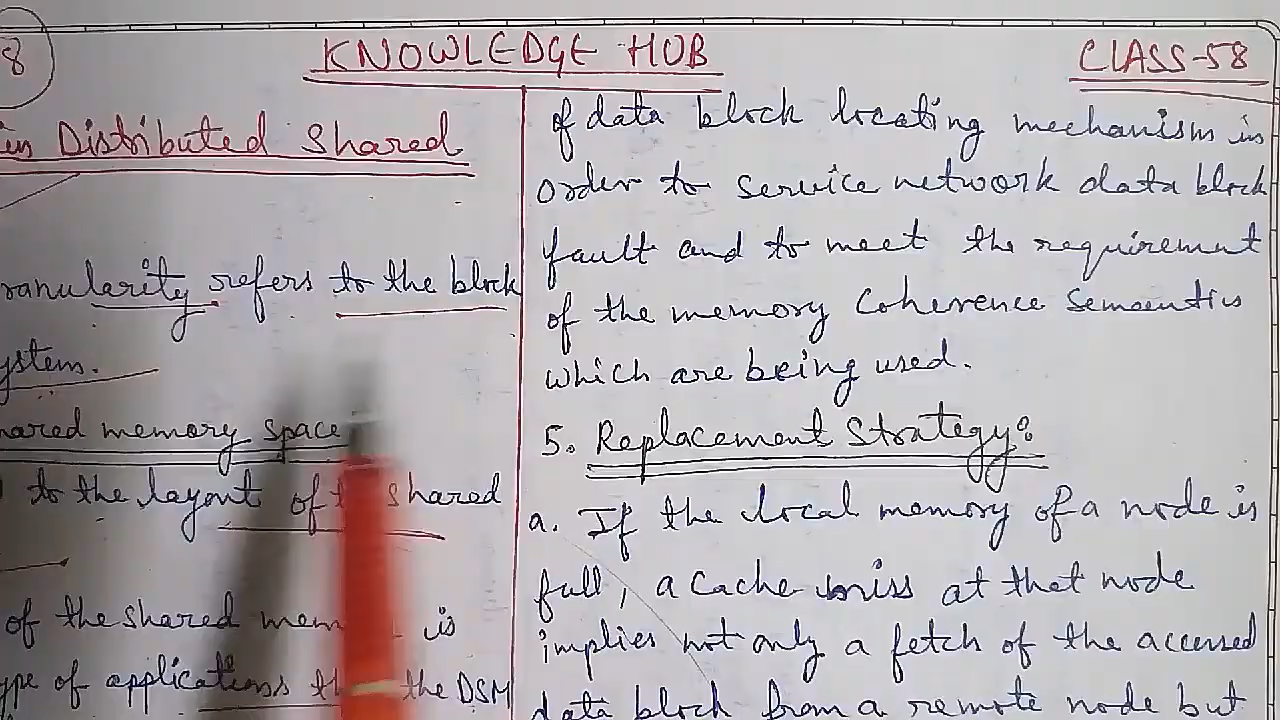 8
KNOWLEDGE HUB
CLASS-58
in Distributed Shared
ranularity refers to the block
ystem.
hared memory space
to the layout of shared
of the shared mem is
ype of applications the DSM
of data block locating mechanism in
order to service network data block
fault and to meet the requirement
of the memory Coherence Semantics
which are being used.
5. Replacement Strategy:
a. If the local memory of a node is
full, a cache miss at that node
implies not only a fetch of the accessed
data block from a remote node but